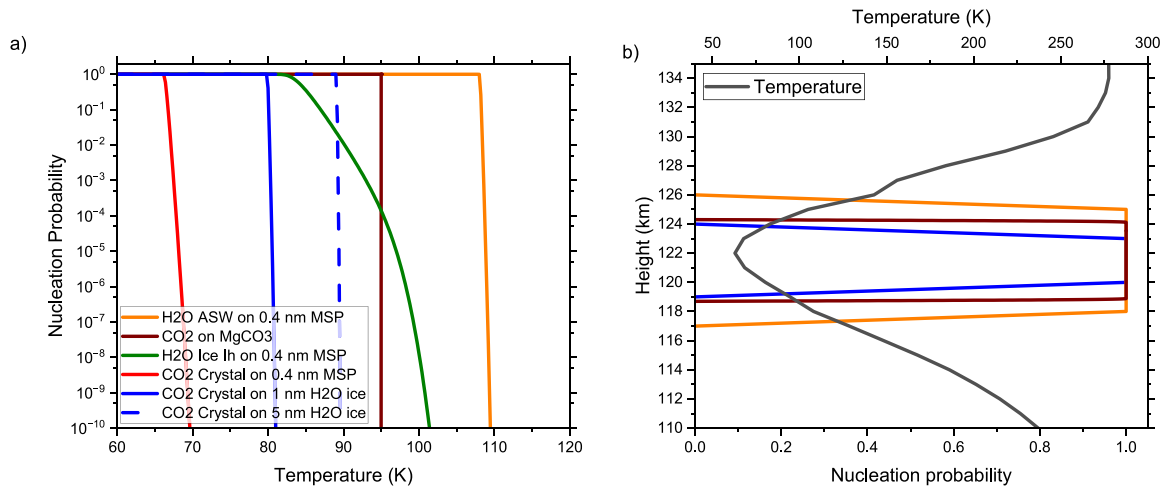 a)
Nucleation Probability
10⁰
10⁻¹
10⁻²
10⁻³
10⁻⁴
10⁻⁵
10⁻⁶
10⁻⁷
10⁻⁸
10⁻⁹
10⁻¹⁰
H2O ASW on 0.4 nm MSP
CO2 on MgCO3
H2O Ice Ih on 0.4 nm MSP
CO2 Crystal on 0.4 nm MSP
CO2 Crystal on 1 nm H2O ice
CO2 Crystal on 5 nm H2O ice
60 70 80 90 100 110 120
Temperature (K)
b)
Temperature (K)
50 100 150 200 250 300
Temperature
Height (km)
134
132
130
128
126
124
122
120
118
116
114
112
110
0.0 0.2 0.4 0.6 0.8 1.0
Nucleation probability